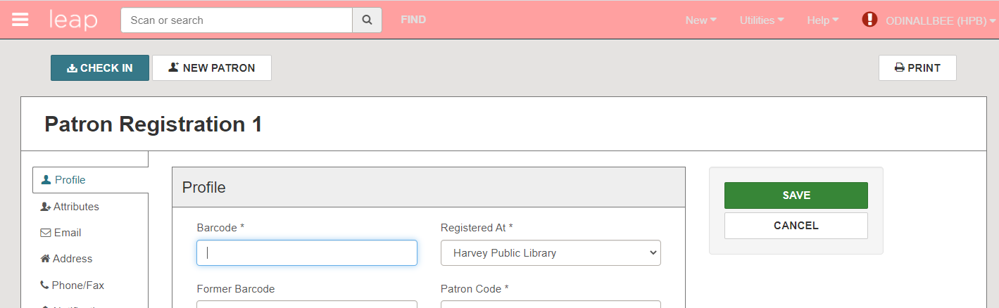 leap Scan or search FIND New Utilities Help ODINALLBEE (HPB)
CHECK IN NEW PATRON PRINT
Patron Registration 1
Profile
Attributes
Email
Address
Phone/Fax
Profile
Barcode * Registered At *
Harvey Public Library
Former Barcode Patron Code *
SAVE
CANCEL